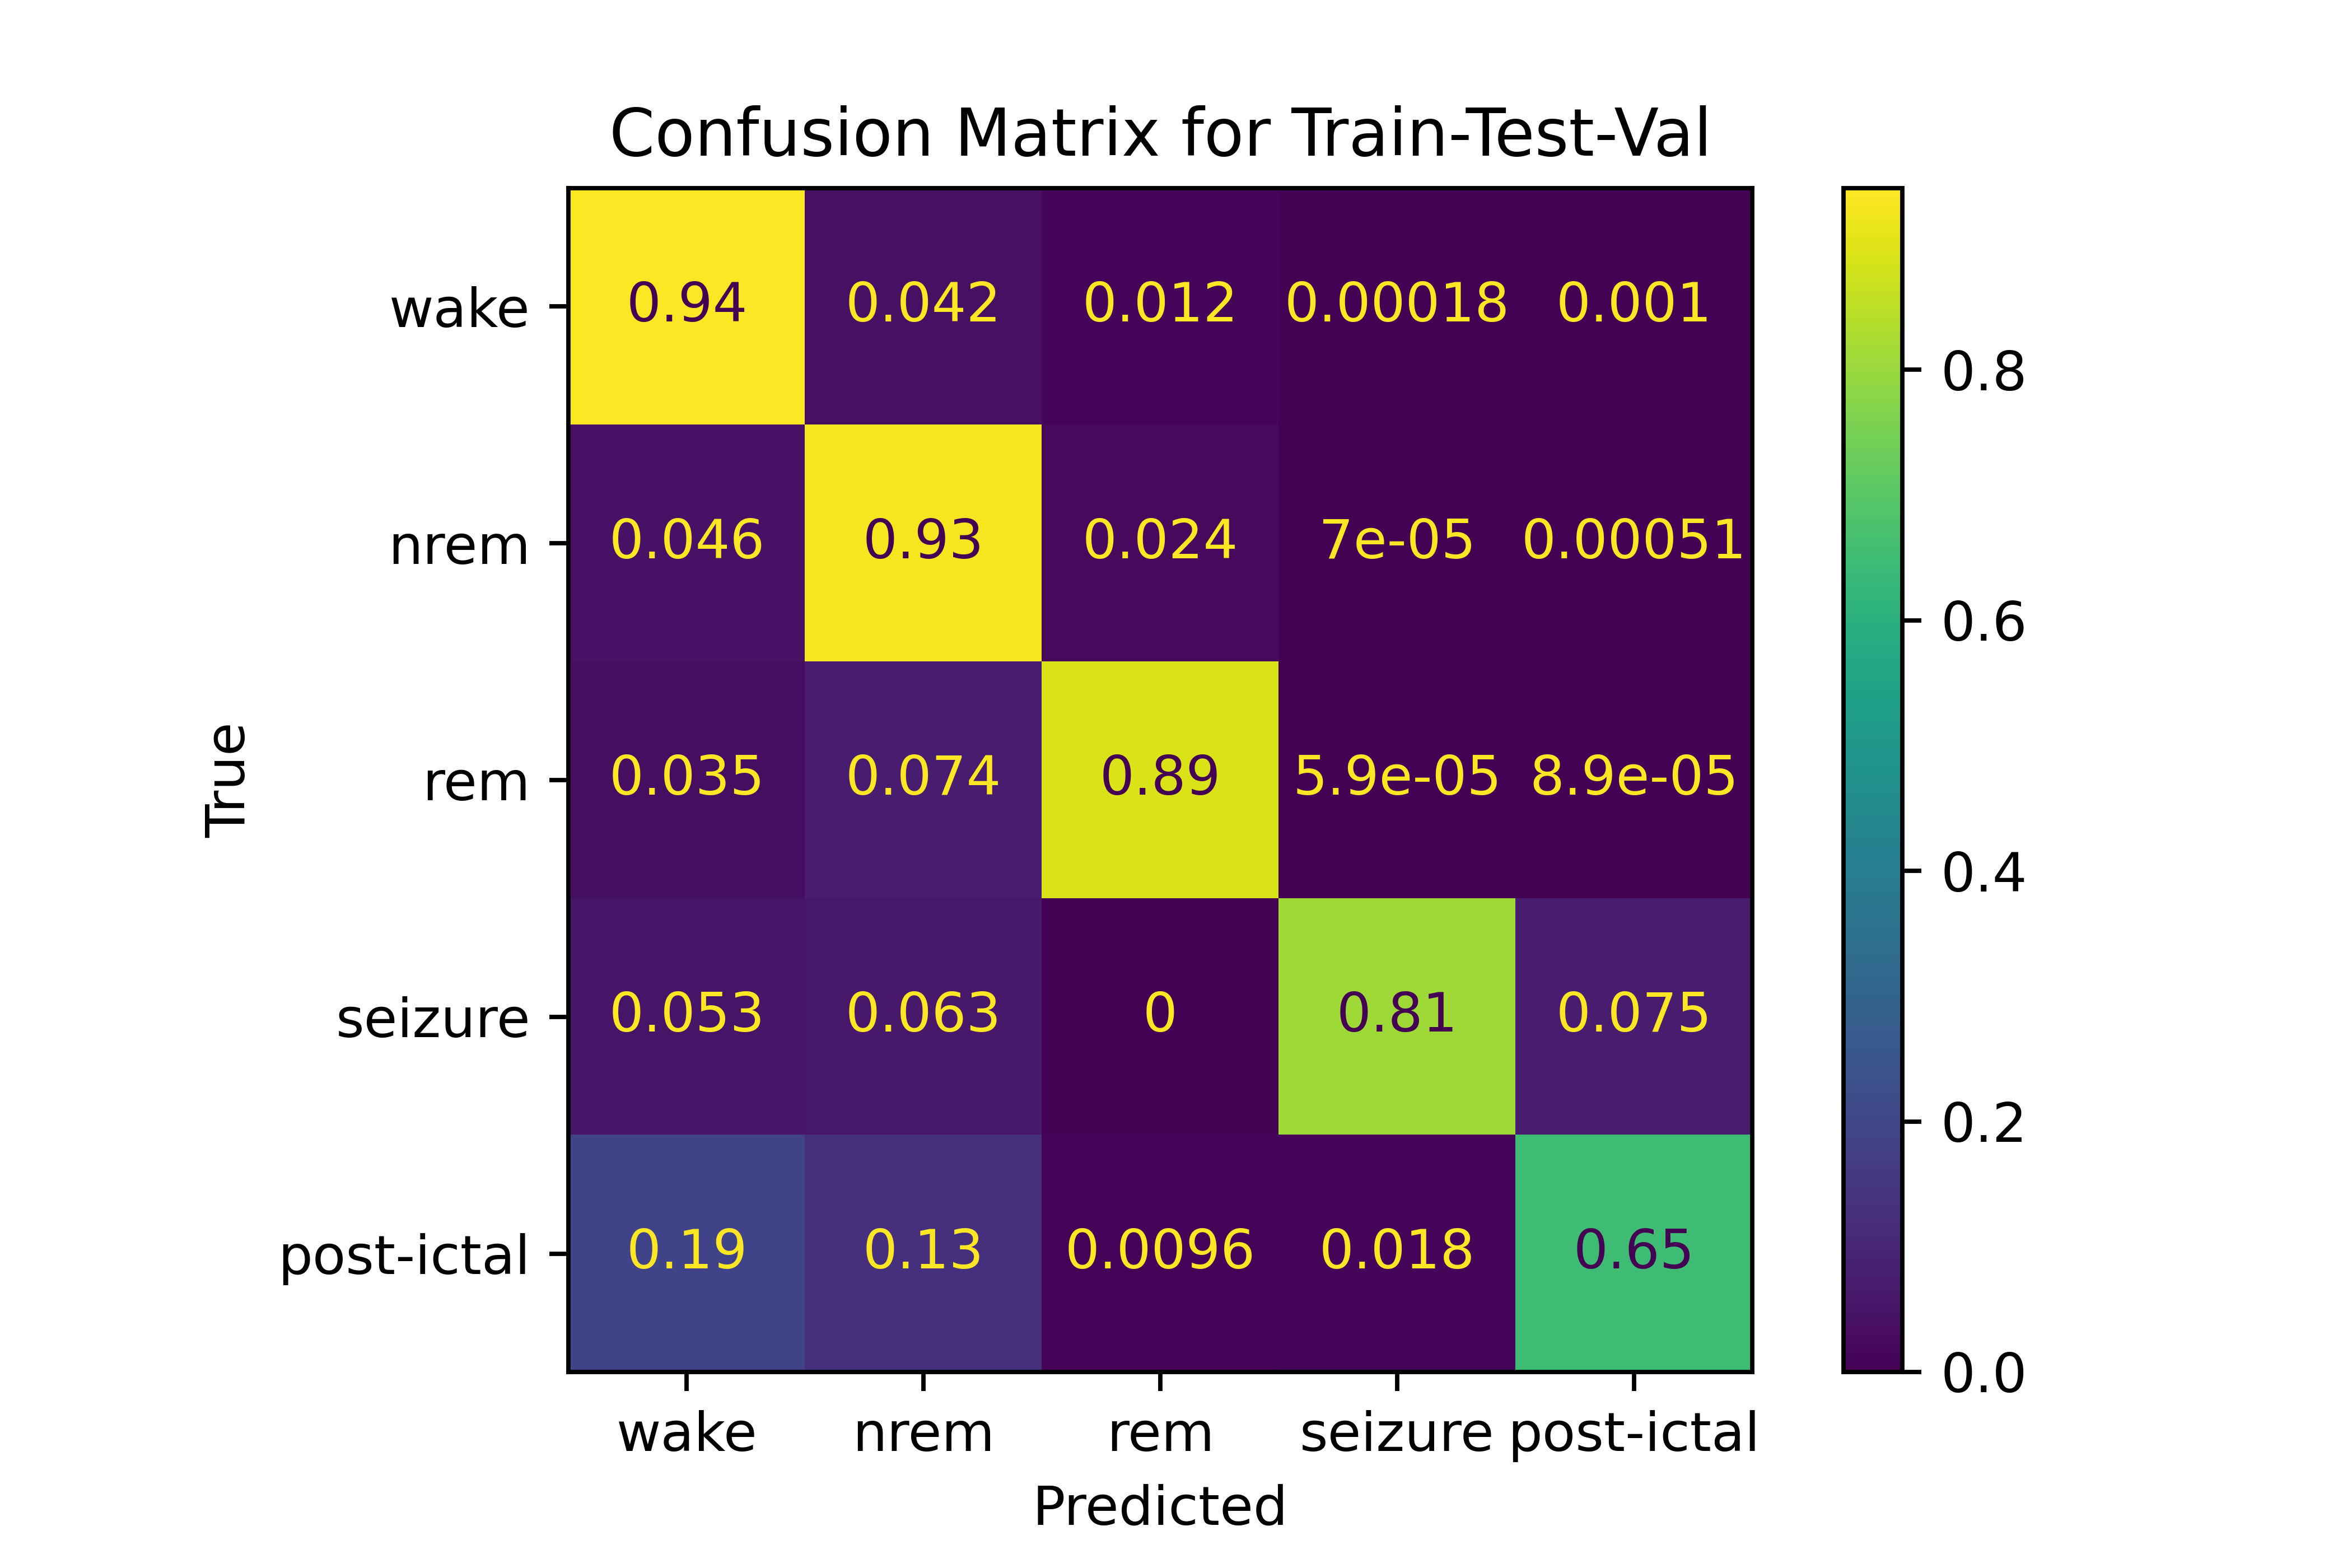 Confusion Matrix for Train-Test-Val
wake 0.94 0.042 0.012 0.00018 0.001
nrem 0.046 0.93 0.024 7e-05 0.00051
rem 0.035 0.074 0.89 5.9e-05 8.9e-05
seizure 0.053 0.063 0 0.81 0.075
post-ictal 0.19 0.13 0.0096 0.018 0.65
wake nrem rem seizure post-ictal
Predicted
True
0.8
0.6
0.4
0.2
0.0